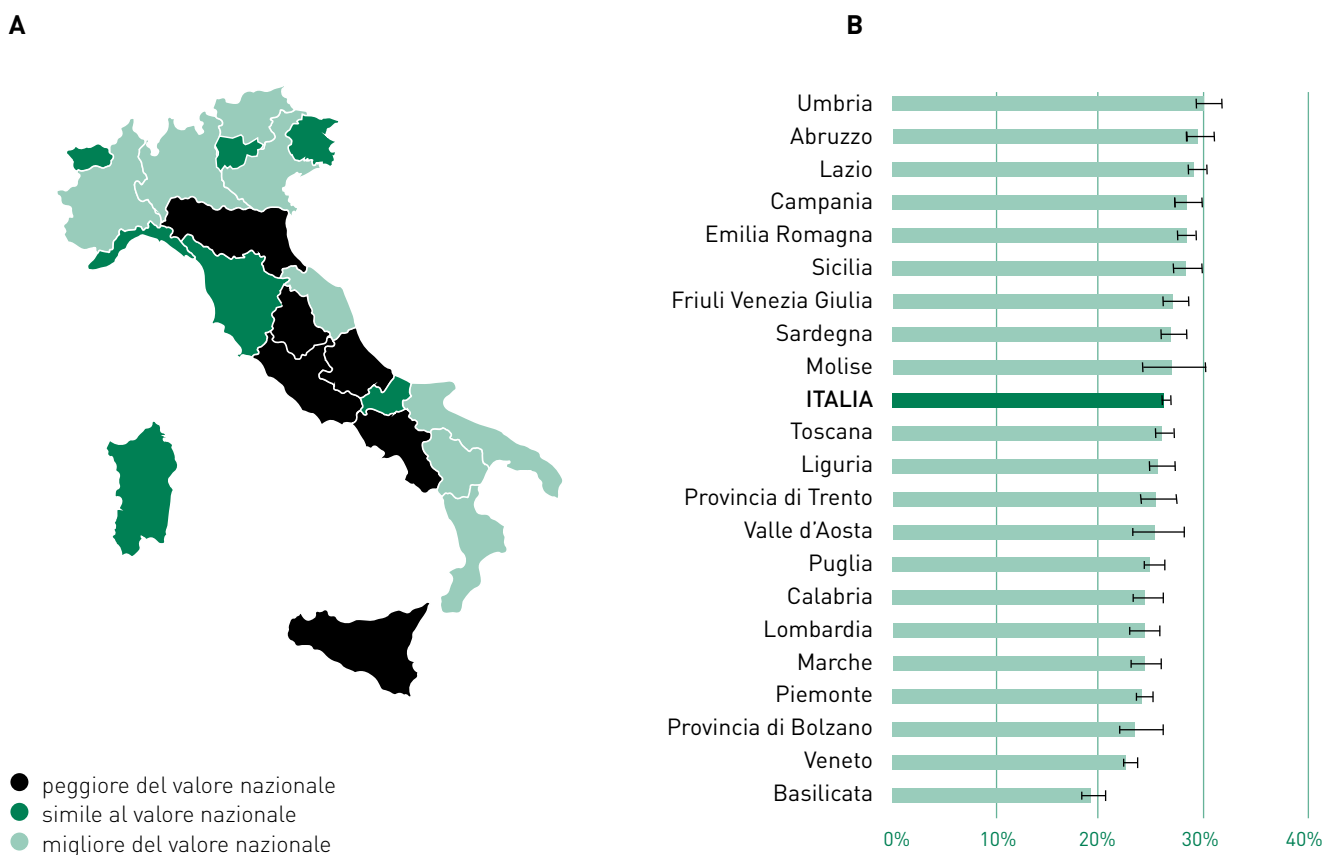 A
B
Umbria
Abruzzo
Lazio
Campania
Emilia Romagna
Sicilia
Friuli Venezia Giulia
Sardegna
Molise
ITALIA
Toscana
Liguria
Provincia di Trento
Valle d'Aosta
Puglia
Calabria
Lombardia
Marche
Piemonte
Provincia di Bolzano
Veneto
Basilicata
0% 10% 20% 30% 40%
peggiore del valore nazionale
simile al valore nazionale
migliore del valore nazionale